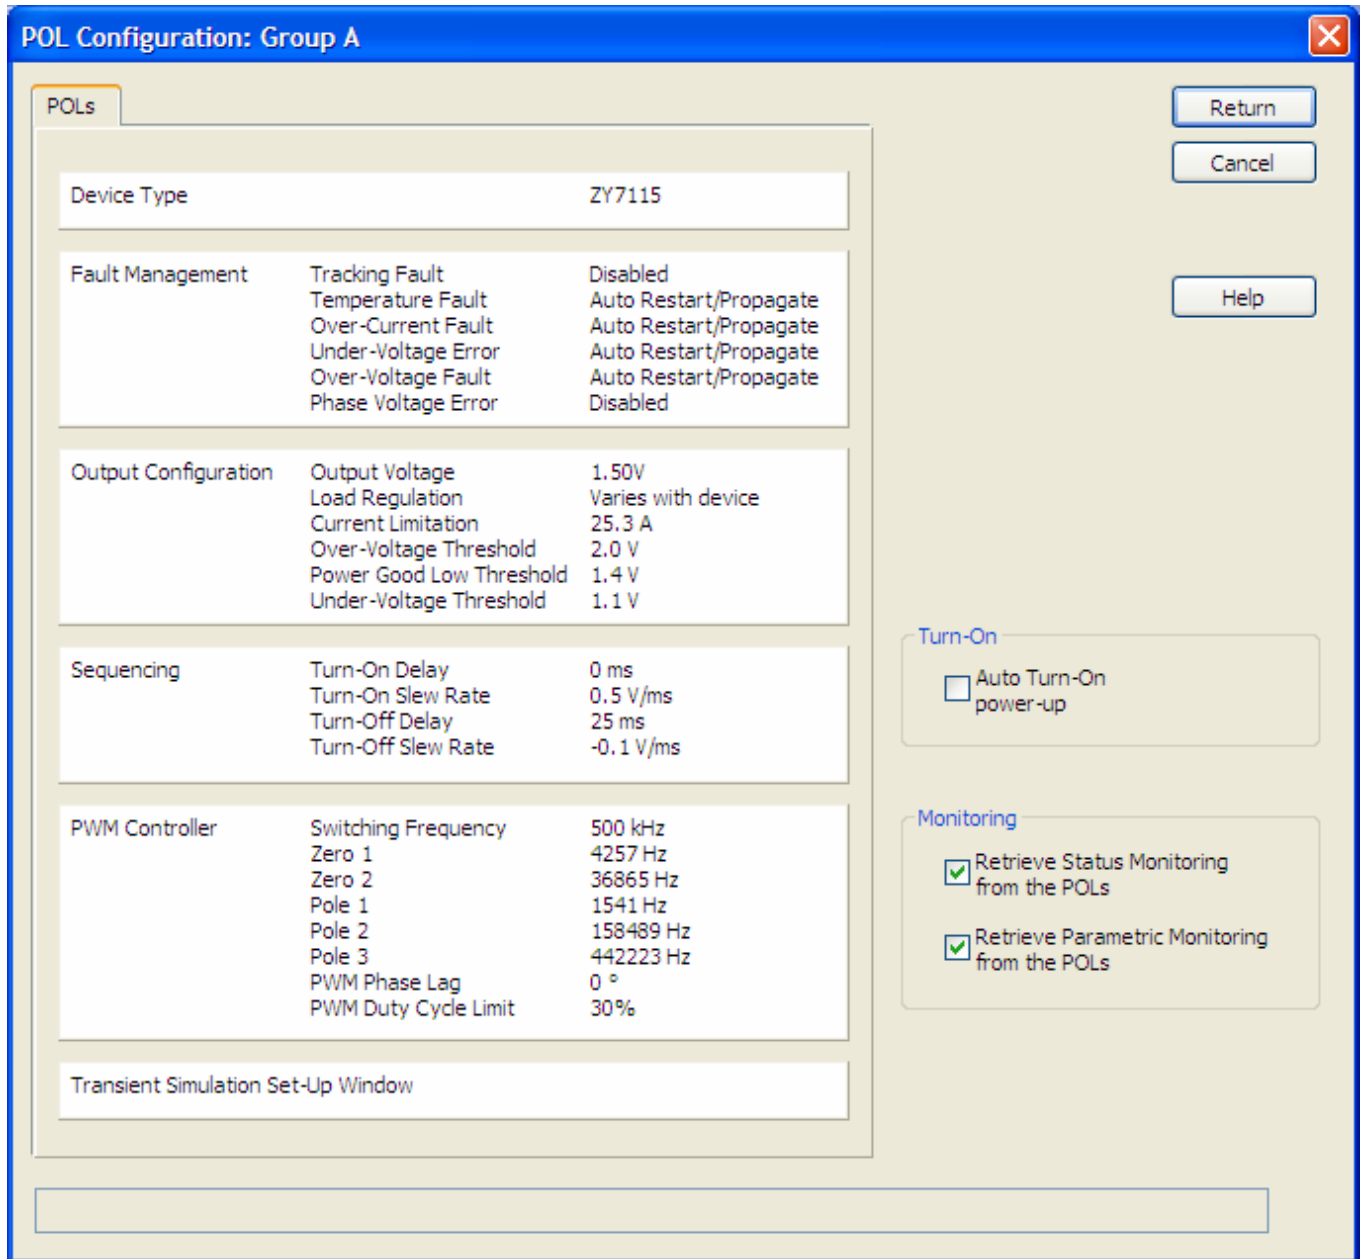 POL Configuration: Group A
POLs
Return
Cancel
Help
Device Type ZY7115
Fault Management Tracking Fault Disabled
Temperature Fault Auto Restart/Propagate
Over-Current Fault Auto Restart/Propagate
Under-Voltage Error Auto Restart/Propagate
Over-Voltage Fault Auto Restart/Propagate
Phase Voltage Error Disabled
Output Configuration Output Voltage 1.50V
Load Regulation Varies with device
Current Limitation 25.3 A
Over-Voltage Threshold 2.0 V
Power Good Low Threshold 1.4 V
Under-Voltage Threshold 1.1 V
Sequencing Turn-On Delay 0 ms
Turn-On Slew Rate 0.5 V/ms
Turn-Off Delay 25 ms
Turn-Off Slew Rate -0.1 V/ms
PWM Controller Switching Frequency 500 kHz
Zero 1 4257 Hz
Zero 2 36865 Hz
Pole 1 1541 Hz
Pole 2 158489 Hz
Pole 3 442223 Hz
PWM Phase Lag 0 °
PWM Duty Cycle Limit 30%
Transient Simulation Set-Up Window
Turn-On
Auto Turn-On
power-up
Monitoring
Retrieve Status Monitoring
from the POLs
Retrieve Parametric Monitoring
from the POLs